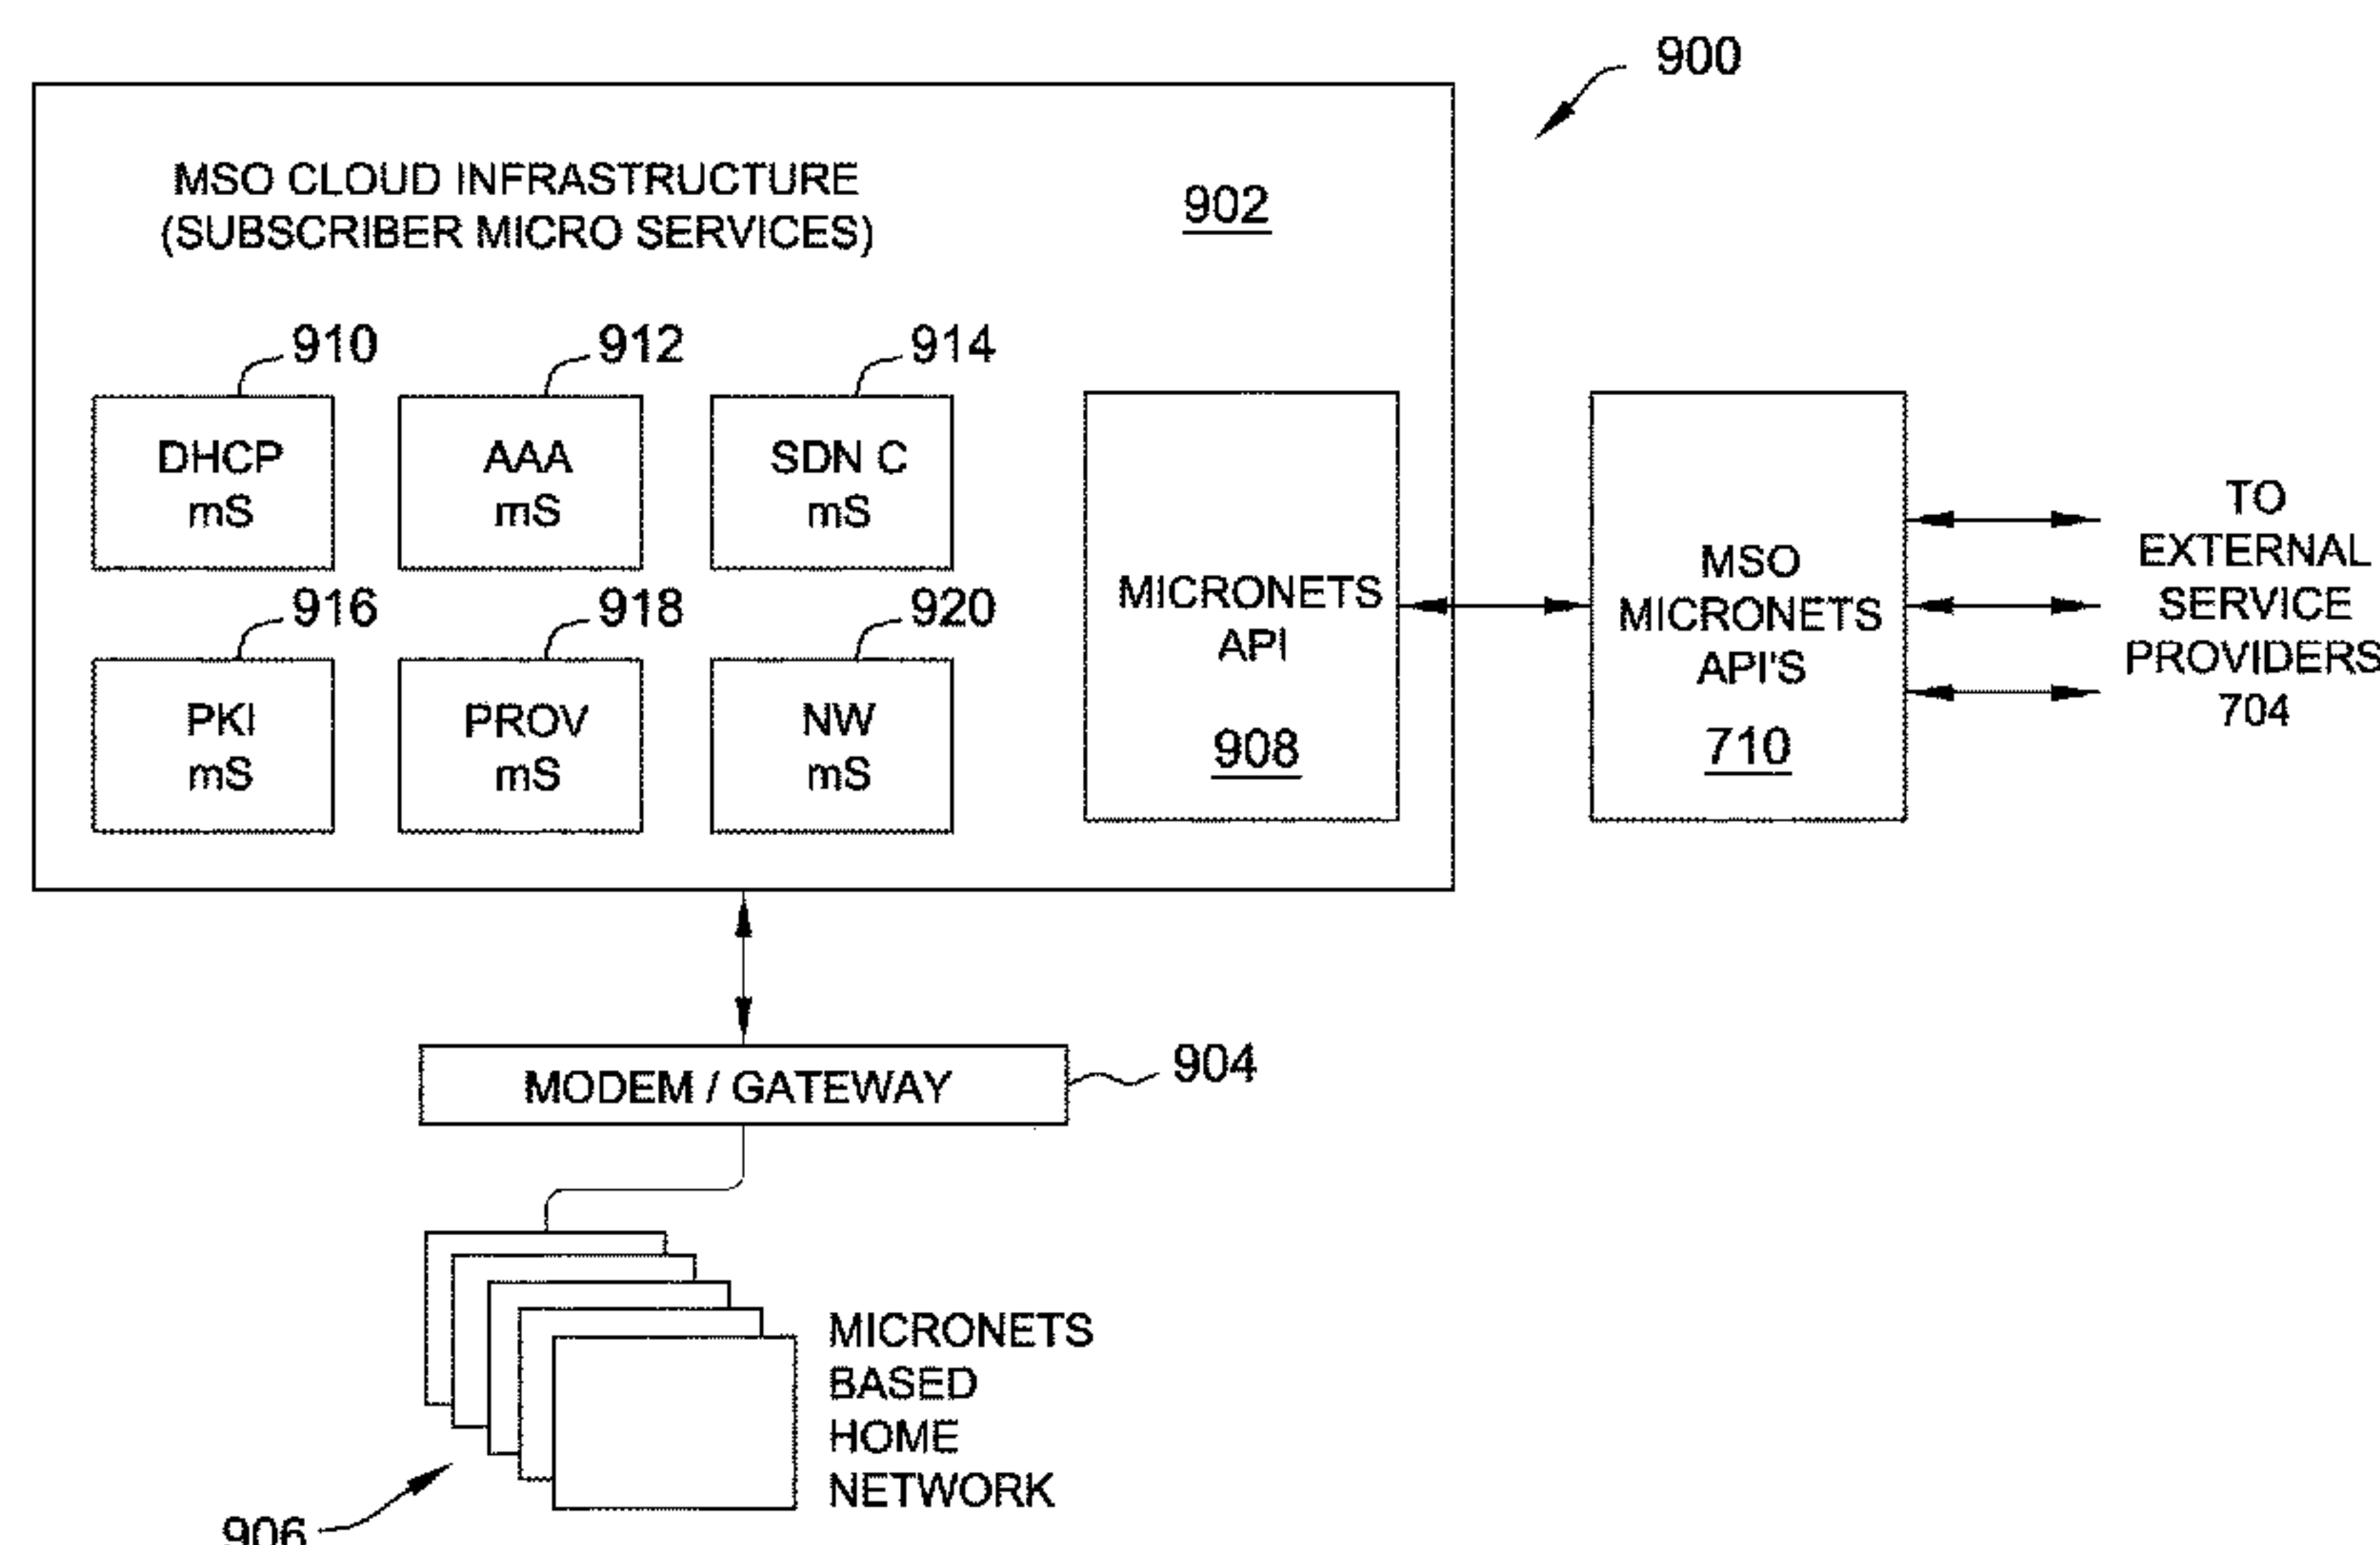 900
MSO CLOUD INFRASTRUCTURE
(SUBSCRIBER MICRO SERVICES)
902
910
912
914
DHCP
mS
AAA
mS
SDN C
mS
916
918
920
PKI
mS
PROV
mS
NW
mS
MICRONETS
API
908
MSO
MICRONETS
API'S
710
TO
EXTERNAL
SERVICE
PROVIDERS
704
MODEM / GATEWAY
904
MICRONETS
BASED
HOME
NETWORK
906